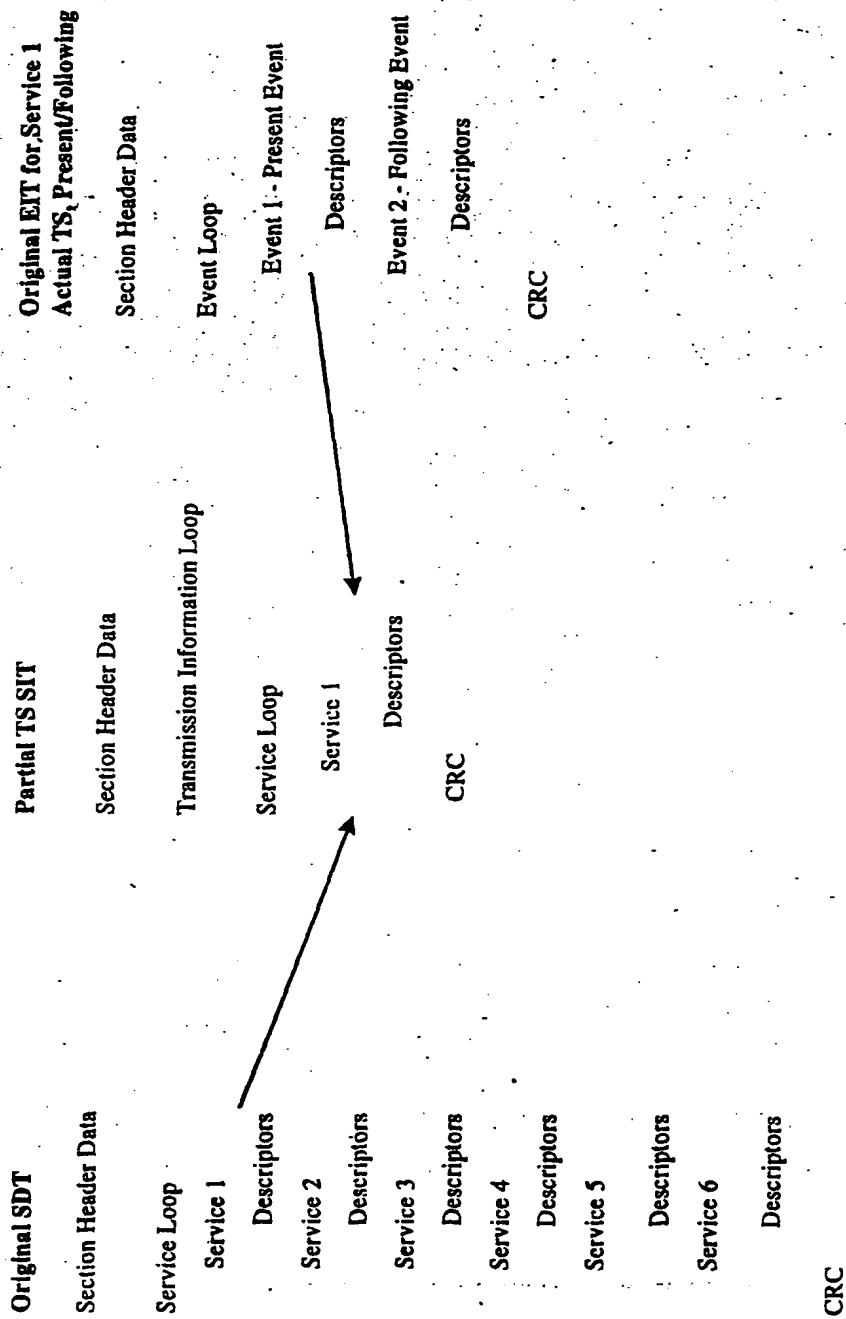 Original SDT
Section Header Data
Service Loop
Service 1
Descriptors
Service 2
Descriptors
Service 3
Descriptors
Service 4
Descriptors
Service 5
Descriptors
Service 6
Descriptors
CRC
Partial TS SIT
Section Header Data
Transmission Information Loop
Service Loop
Service 1
Descriptors
CRC
Original EIT for Service 1
Actual TS, Present/Following
Section Header Data
Event Loop
Event 1 - Present Event
Descriptors
Event 2 - Following Event
Descriptors
CRC